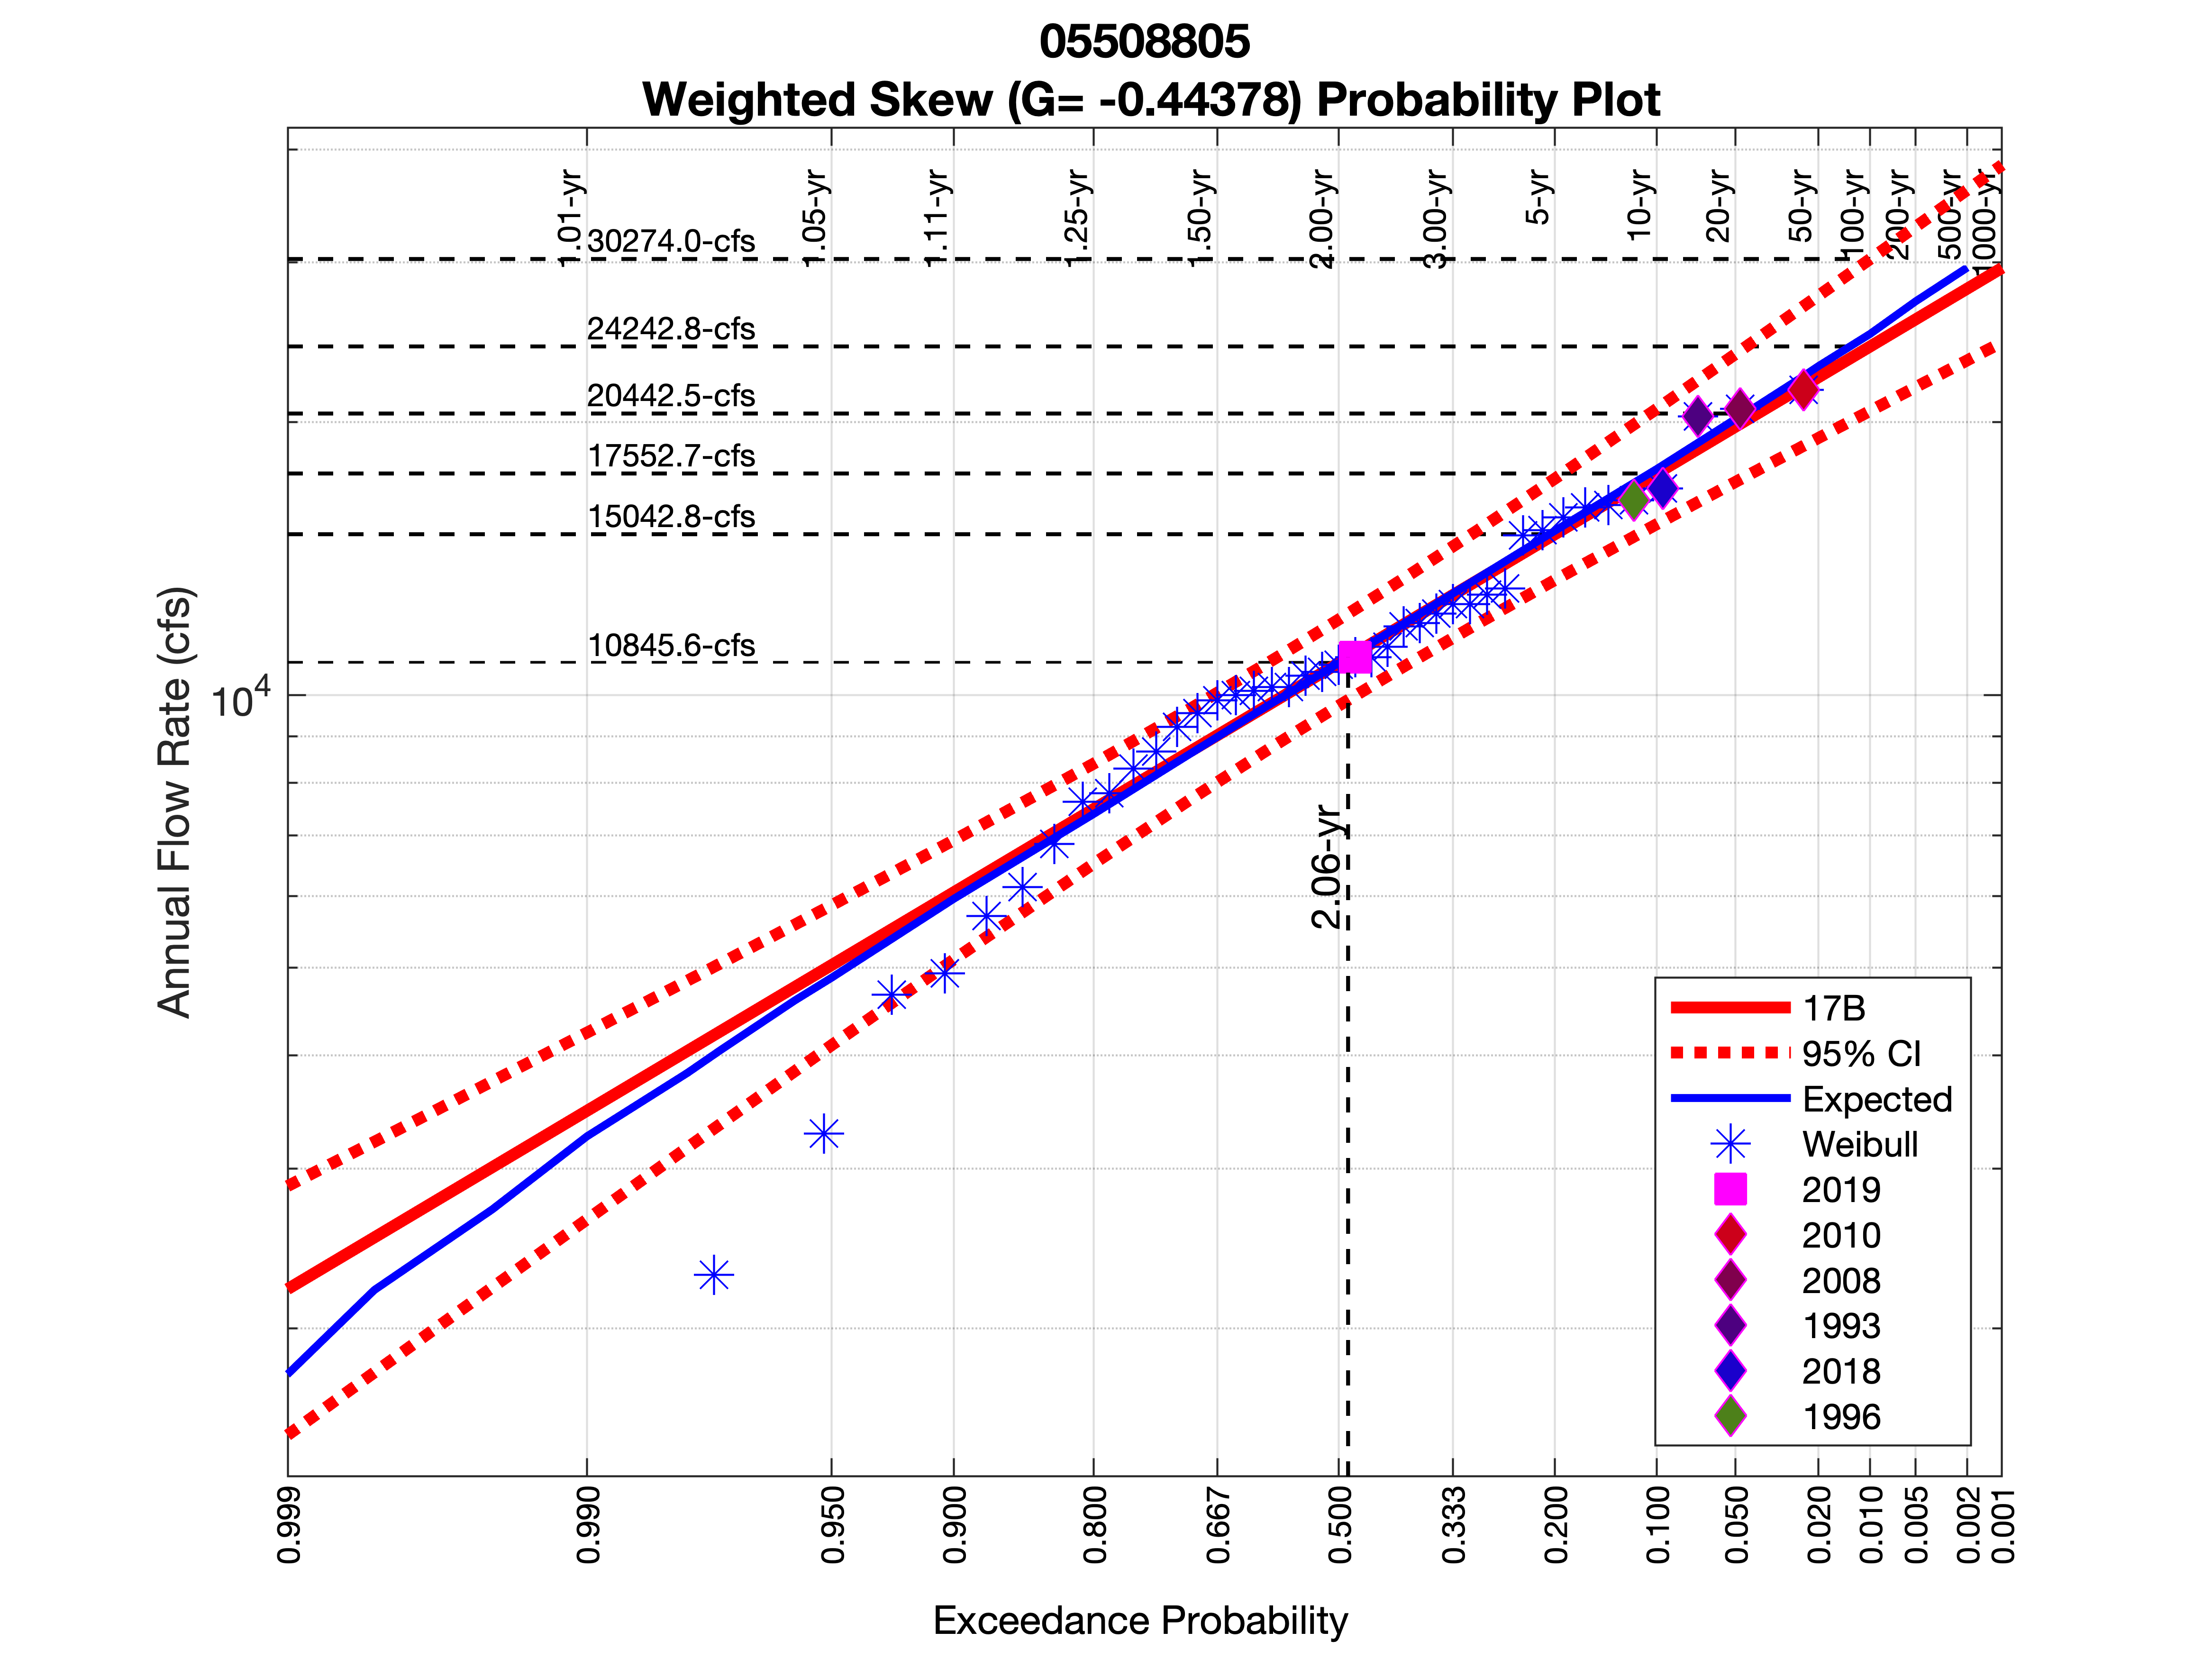 05508805
Weighted Skew (G= -0.44378) Probability Plot
1.01-yr
1.05-yr
1.11-yr
1.25-yr
1.50-yr
2.00-yr
3.00-yr
5-yr
10-yr
20-yr
50-yr
100-yr
200-yr
500-yr
1000-yr
30274.0-cfs
24242.8-cfs
20442.5-cfs
17552.7-cfs
15042.8-cfs
10845.6-cfs
2.06-yr
Annual Flow Rate (cfs)
10^4
17B
95% CI
Expected
Weibull
2019
2010
2008
1993
2018
1996
0.999
0.990
0.950
0.900
0.800
0.667
0.500
0.333
0.200
0.100
0.050
0.020
0.010
0.005
0.002
0.001
Exceedance Probability